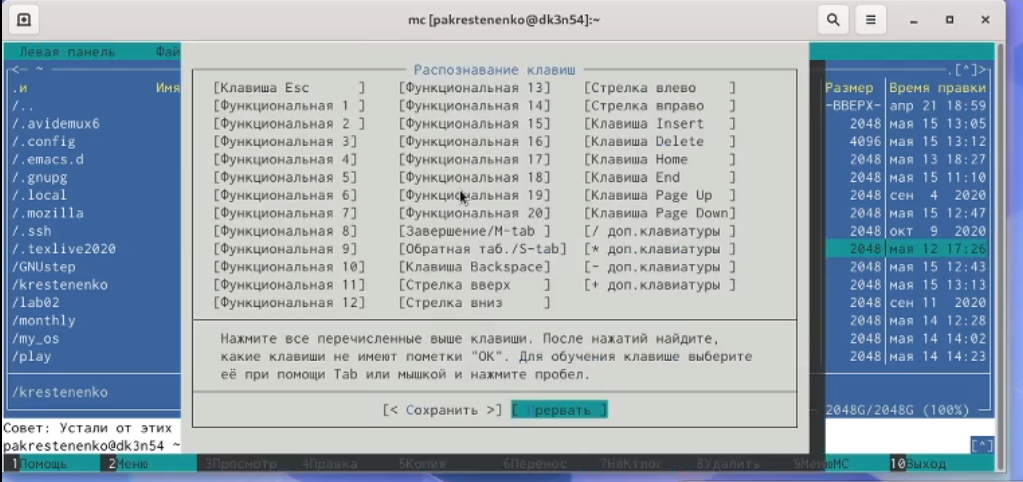 mc [pakrestenenko@dk3n54]:~
Левая панель Фай
<- ~ Распознавание клавиш .[^]>
.и Имя [Клавиша Esc ] [Функциональная 13] [Стрелка влево ] Размер Время правки
/.. [Функциональная 1 ] [Функциональная 14] [Стрелка вправо ] -ВВЕРХ- апр 21 18:59
/.avidemux6 [Функциональная 2 ] [Функциональная 15] [Клавиша Insert ] 2048 мая 15 13:05
/.config [Функциональная 3] [Функциональная 16] [Клавиша Delete ] 4096 мая 15 13:12
/.emacs.d [Функциональная 4] [Функциональная 17] [Клавиша Home ] 2048 мая 13 18:27
/.gnupg [Функциональная 5] [Функциональная 18] [Клавиша End ] 2048 мая 15 11:10
/.local [Функциональная 6] [Функциональная 19] [Клавиша Page Up ] 2048 сен 4 2020
/.mozilla [Функциональная 7] [Функциональная 20] [Клавиша Page Down] 2048 мая 15 12:47
/.ssh [Функциональная 8] [Завершение/M-tab ] [/ доп.клавиатуры ] 2048 окт 9 2020
/.texlive2020 [Функциональная 9] [Обратная таб./S-tab] [* доп.клавиатуры ] 2048 мая 12 17:26
/GNUstep [Функциональная 10] [Клавиша Backspace] [- доп.клавиатуры ] 2048 мая 15 12:43
/krestenenko [Функциональная 11] [Стрелка вверх ] [+ доп.клавиатуры ] 2048 мая 15 13:13
/lab02 [Функциональная 12] [Стрелка вниз ] 2048 сен 11 2020
/monthly 2048 мая 14 12:28
/my_os Нажмите все перечисленные выше клавиши. После нажатий найдите, 2048 мая 14 14:02
/play какие клавиши не имеют пометки "OK". Для обучения клавише выберите 2048 мая 14 14:23
её при помощи Tab или мышкой и нажмите пробел.
/krestenenko
[< Сохранить >] [ Прервать ] 2048G/2048G (100%)
Совет: Устали от этих
pakrestenenko@dk3n54 ~ [^]
1Помощь 2Меню 3Просмотр 4Правка 5Копия 6Перенос 7НвКтлог 8Удалить 9МенюMC 10Выход